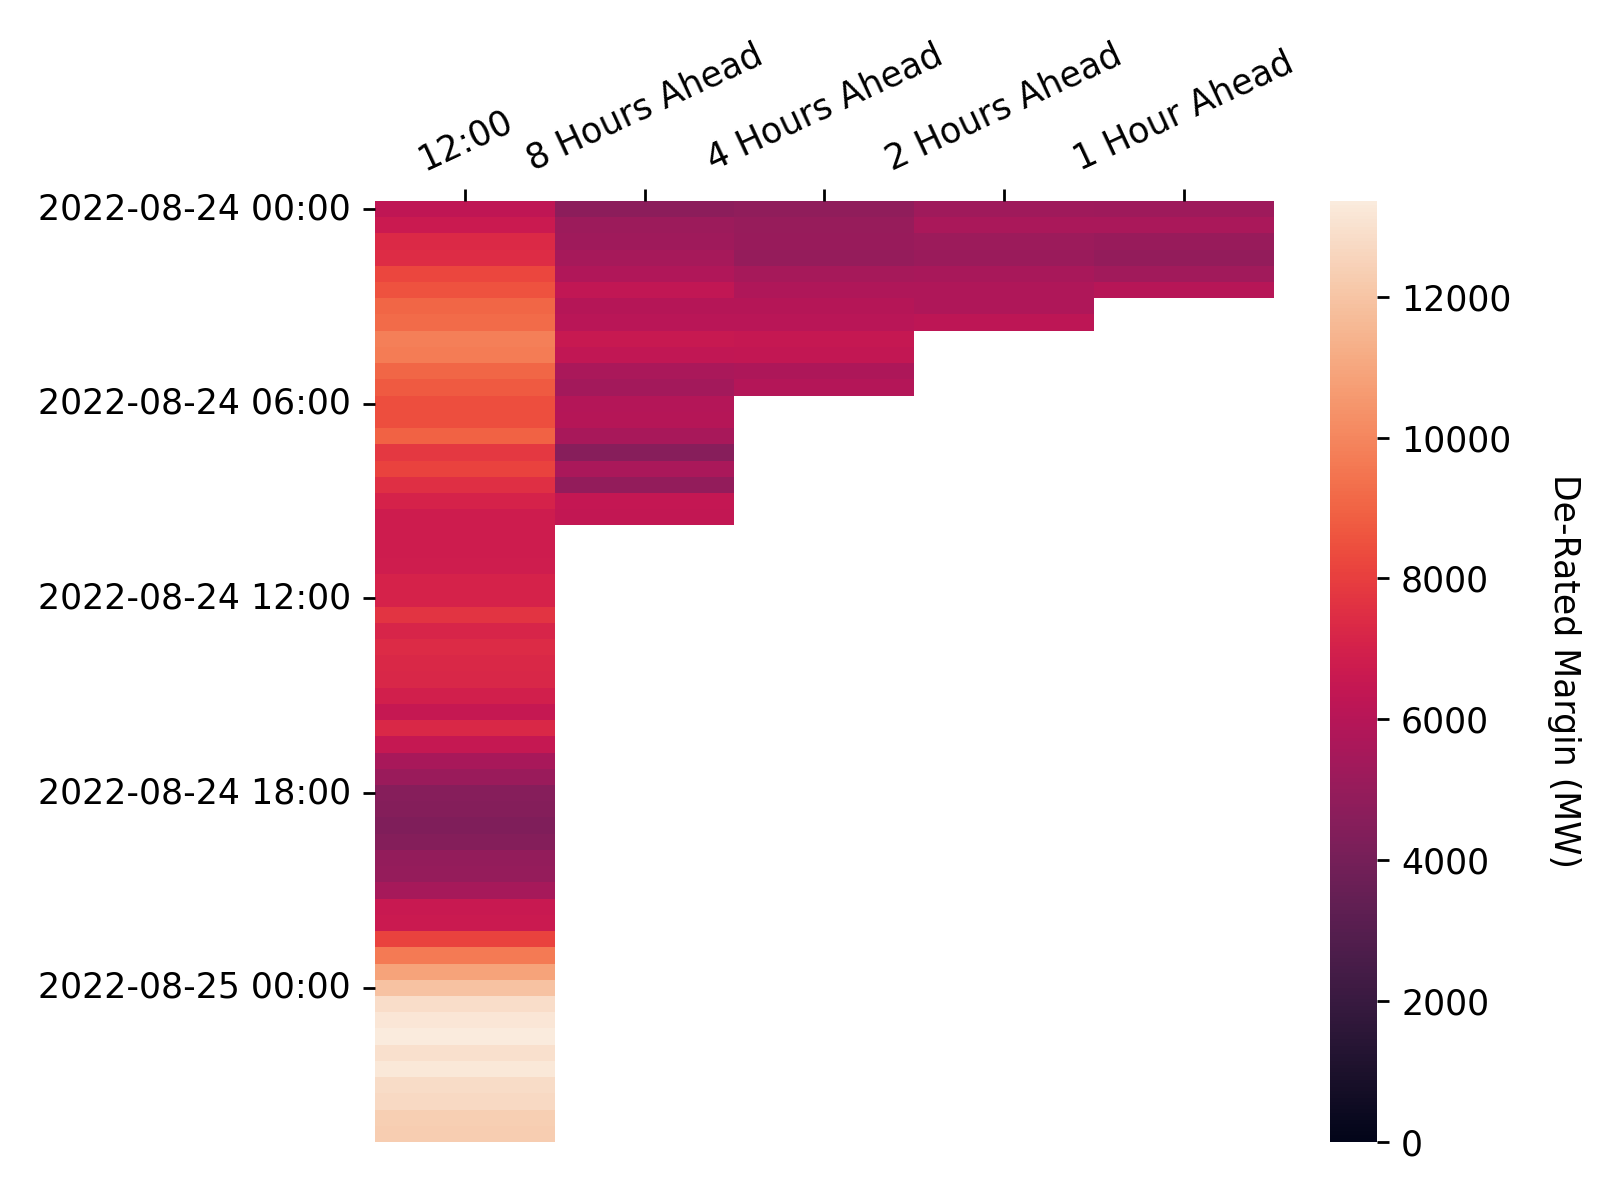 12:00
8 Hours Ahead
4 Hours Ahead
2 Hours Ahead
1 Hour Ahead
2022-08-24 00:00
2022-08-24 06:00
2022-08-24 12:00
2022-08-24 18:00
2022-08-25 00:00
12000
10000
8000
6000
4000
2000
0
De-Rated Margin (MW)